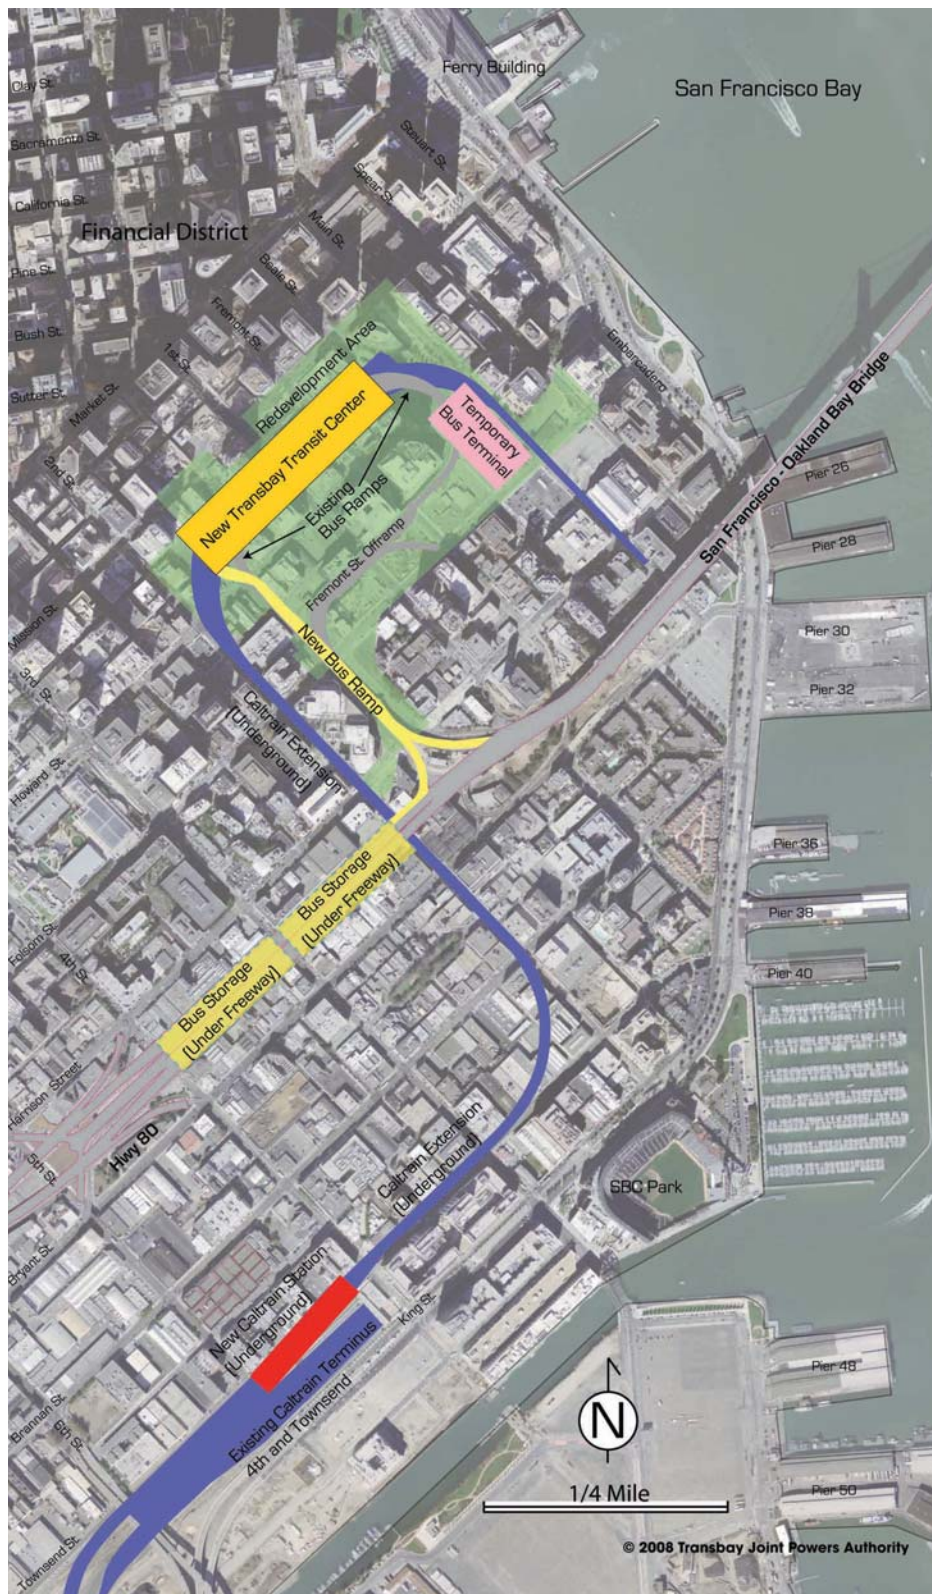 Ferry Building
San Francisco Bay
Clay St.
Sacramento St.
California St.
Pine St.
Bush St.
Sutter St.
Market St.
2nd St.
1st St.
Fremont St.
Beale St.
Main St.
Spear St.
Steuart St.
Financial District
Embarcadero
Redevelopment Area
New Transbay Transit Center
Temporary
Bus Terminal
Existing
Bus Ramps
Fremont St. Offramp
San Francisco - Oakland Bay Bridge
Pier 26
Pier 28
Pier 30
Pier 32
Mission St.
3rd St.
Howard St.
New Bus Ramp
Caltrain Extension
(Underground)
Pier 36
Pier 38
Pier 40
Bus Storage
(Under Freeway)
Bus Storage
(Under Freeway)
Folsom St.
4th St.
Harrison Street
5th St.
Hwy 80
Caltrain Extension
(Underground)
SBC Park
Bryant St.
New Caltrain Station
(Underground)
King St.
Existing Caltrain Terminus
4th and Townsend
Brannan St.
6th St.
Townsend St.
Pier 48
Pier 50
N
1/4 Mile
© 2008 Transbay Joint Powers Authority